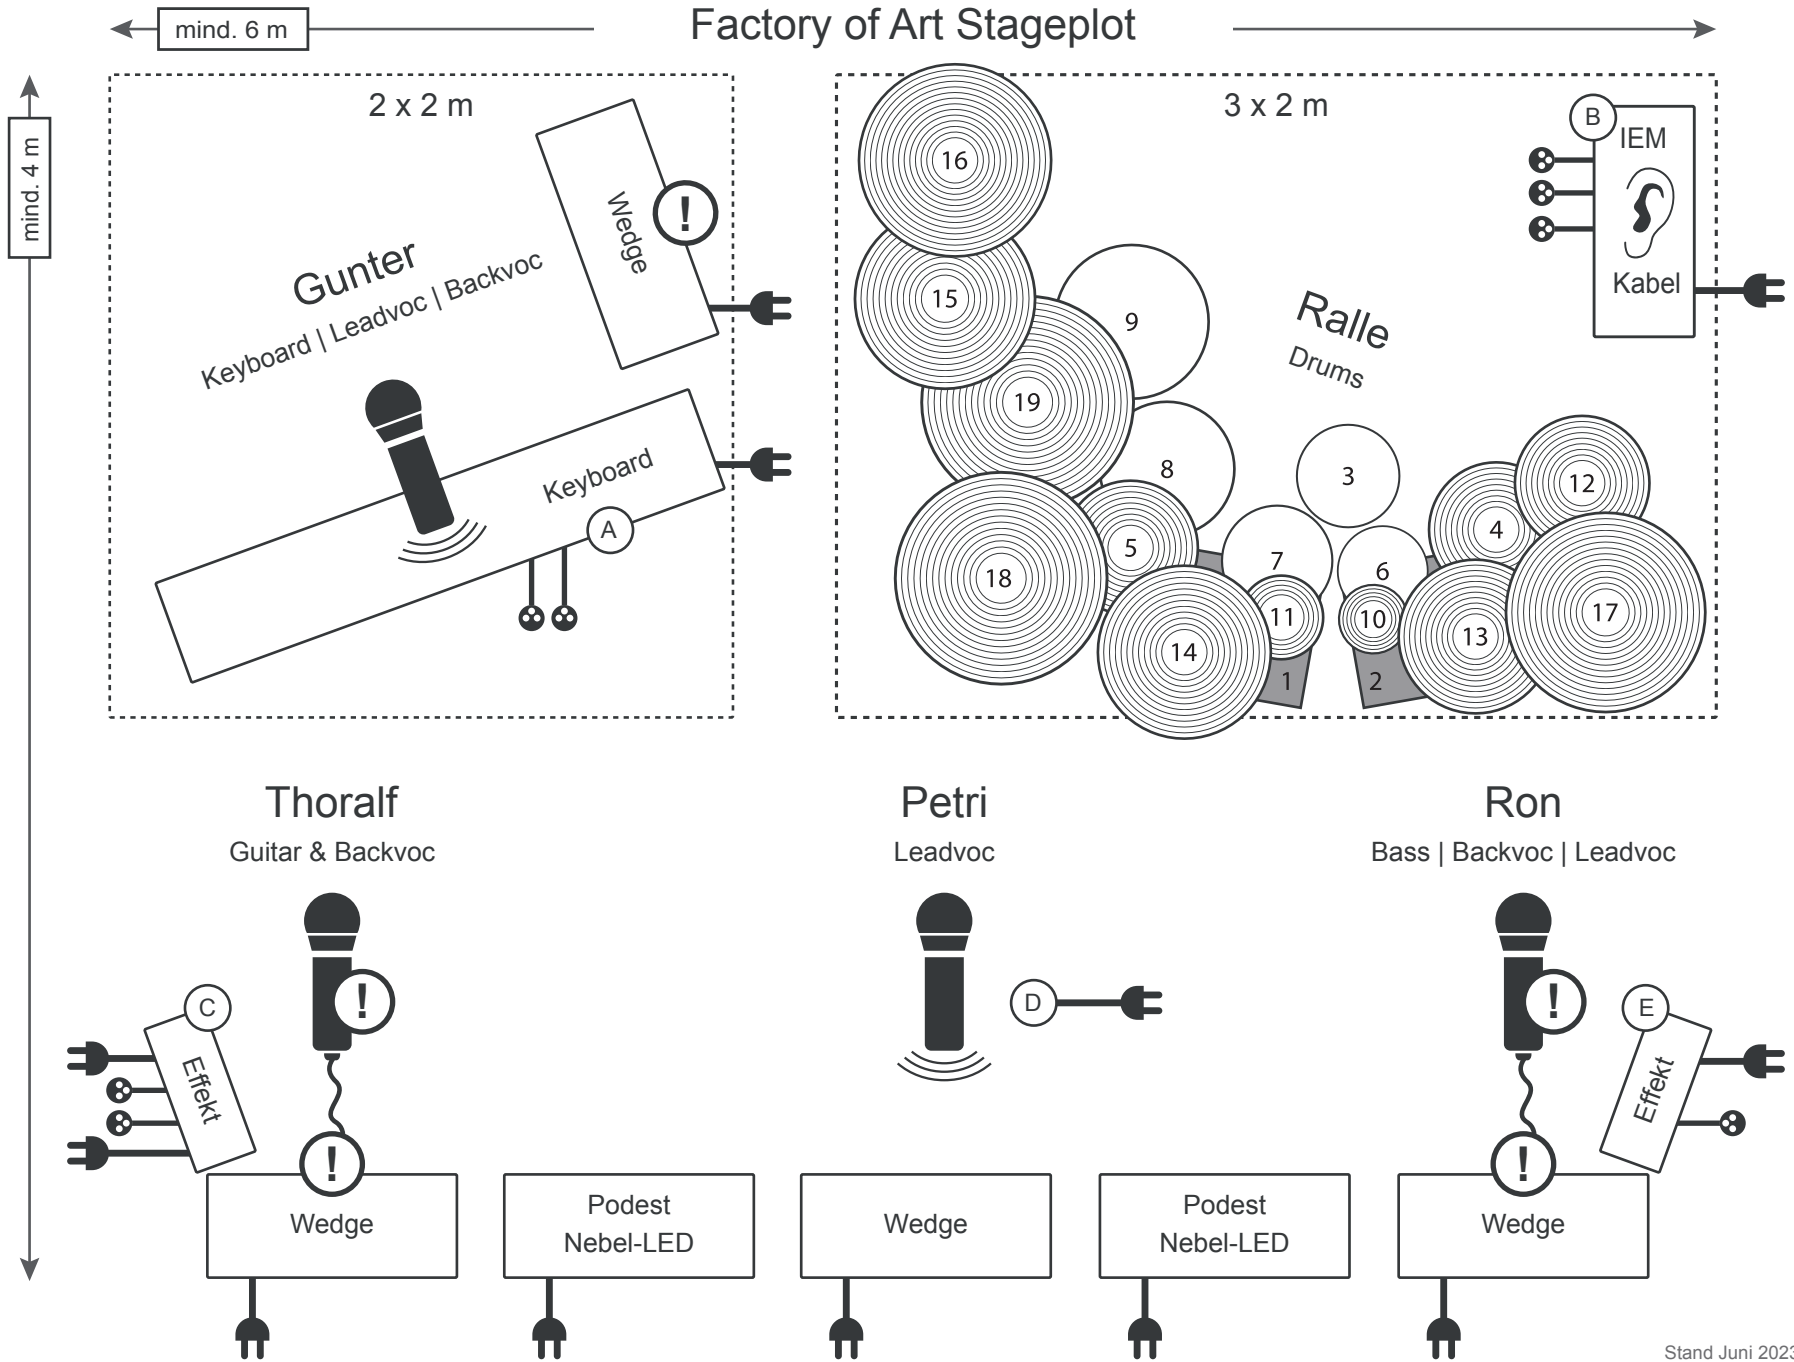 Factory of Art Stageplot
mind. 6 m
mind. 4 m
2 x 2 m
3 x 2 m
Gunter
Keyboard | Leadvoc | Backvoc
Wedge
!
Keyboard
A
16
15
19
18
9
8
5
14
7
11
1
3
6
10
2
4
12
13
17
Ralle
Drums
B
IEM
Kabel
Thoralf
Guitar & Backvoc
!
C
Effekt
!
Wedge
Podest
Nebel-LED
Petri
Leadvoc
D
Wedge
Podest
Nebel-LED
Ron
Bass | Backvoc | Leadvoc
!
E
Effekt
!
Wedge
Stand Juni 2023